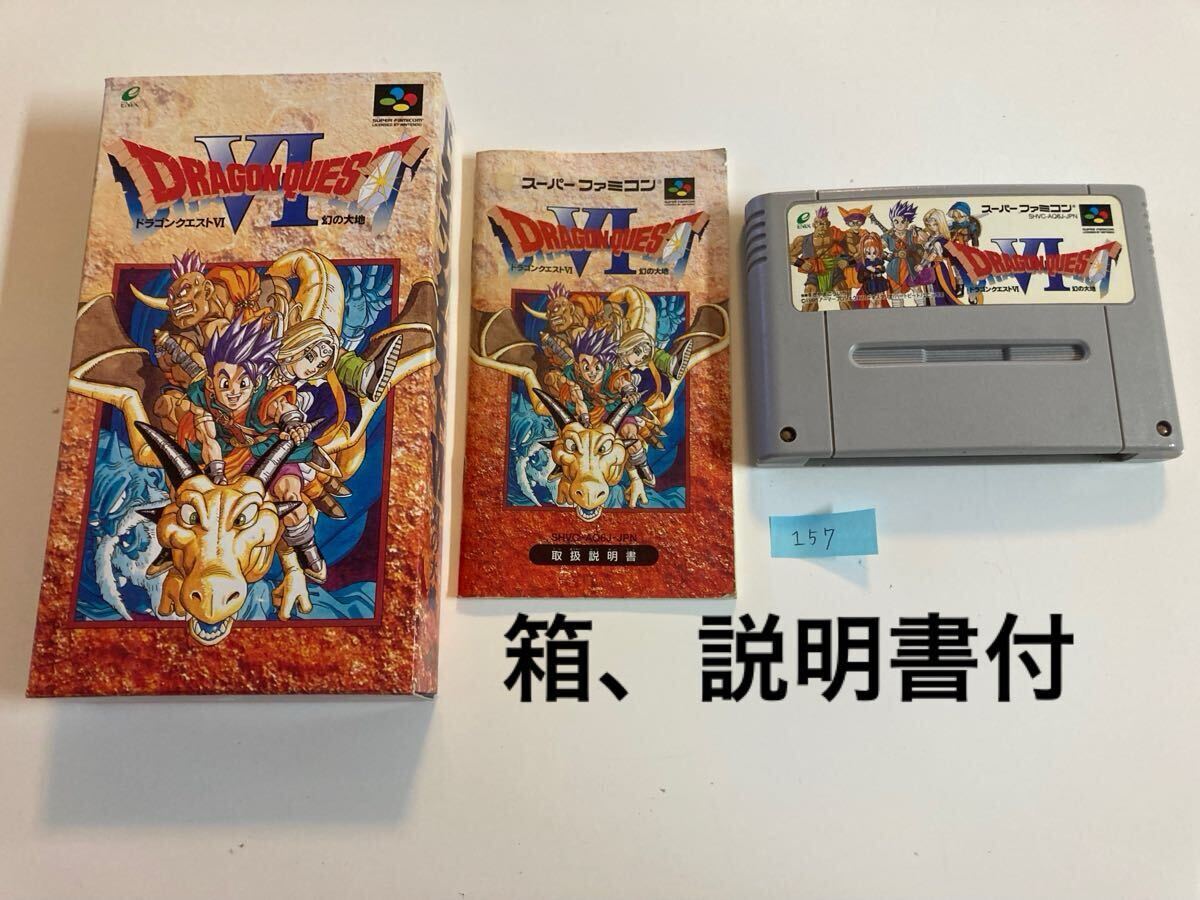 ENIX
SUPER FAMICOM
LICENSED BY NINTENDO
VI
DRAGON QUEST
ドラゴンクエストVI
幻の大地
スーパーファミコン
VI
DRAGON QUEST
ドラゴンクエストVI
幻の大地
SHVC-AQ6J-JPN
取扱説明書
ENIX
スーパーファミコン
SHVC-AQ6J-JPN
VI
DRAGON QUEST
ドラゴンクエストVI
幻の大地
157
箱、説明書付